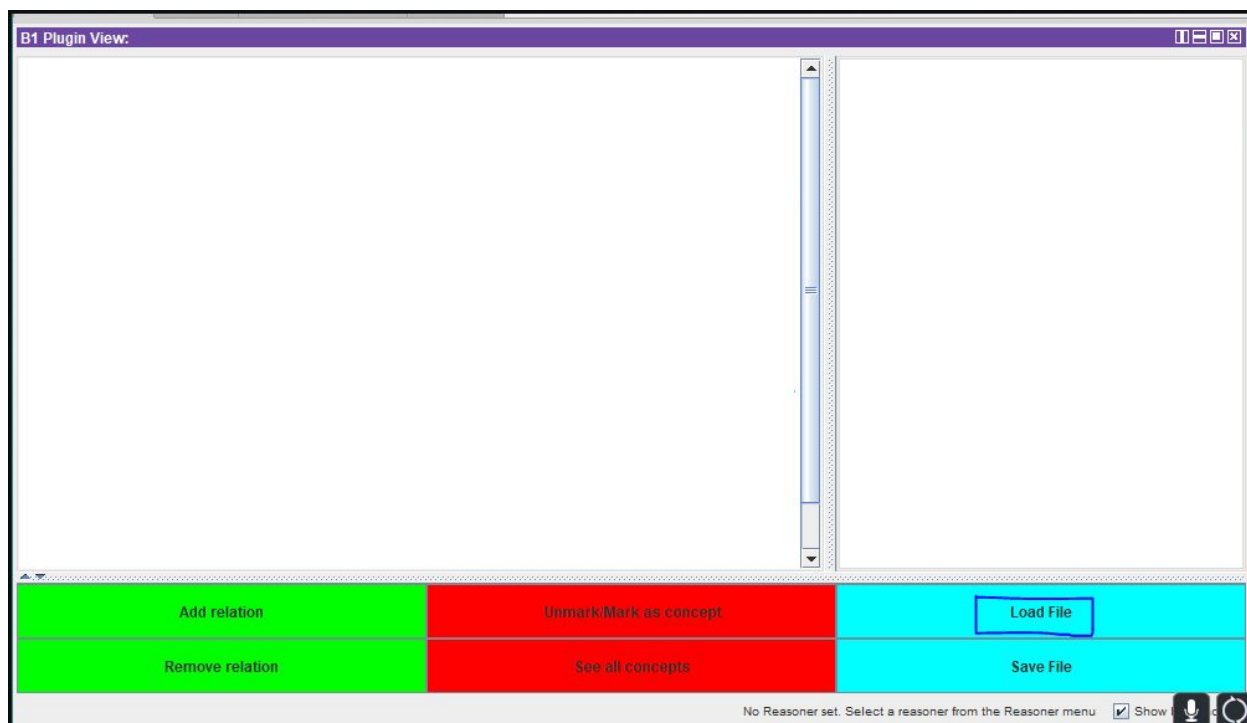 B1 Plugin View:
Add relation
Unmark/Mark as concept
Load File
Remove relation
See all concepts
Save File
No Reasoner set. Select a reasoner from the Reasoner menu
Show